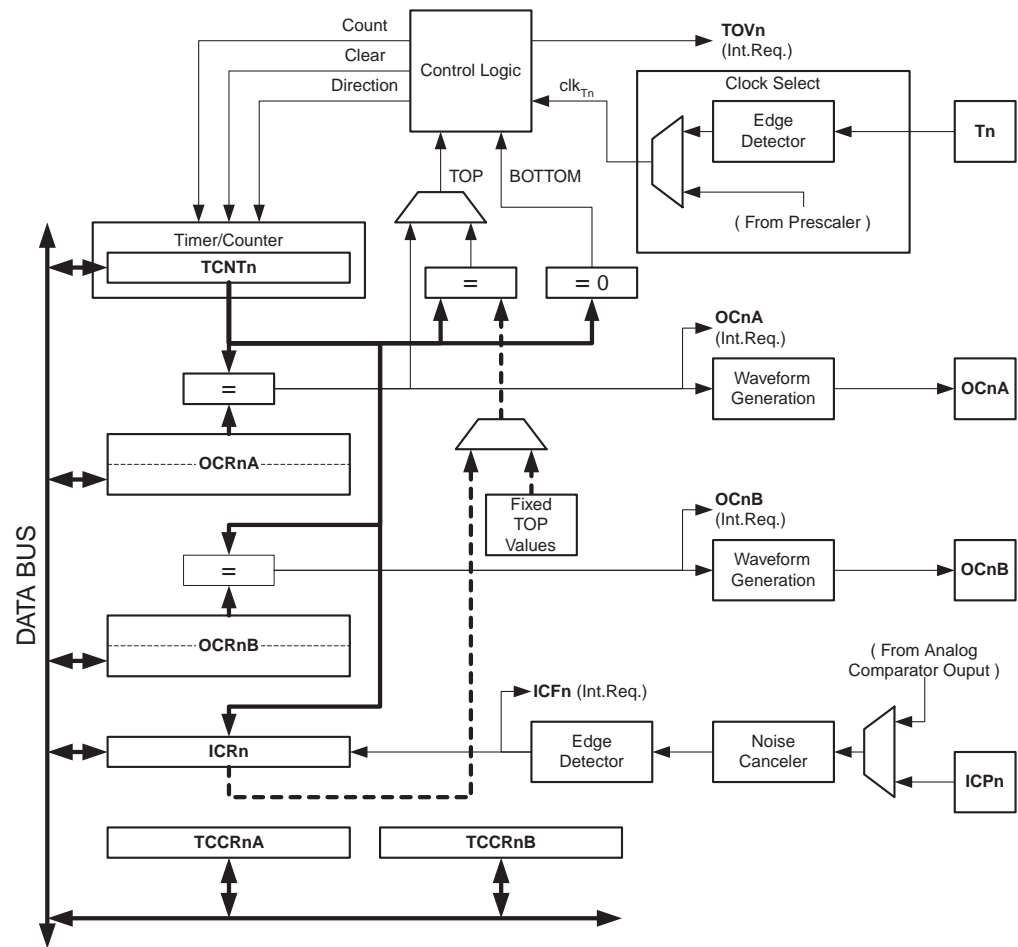 Count
Clear
Direction
Control Logic
TOVn
(Int.Req.)
clkTn
Clock Select
Edge
Detector
Tn
( From Prescaler )
TOP
BOTTOM
Timer/Counter
TCNTn
=
= 0
OCnA
(Int.Req.)
=
Waveform
Generation
OCnA
OCRnA
Fixed
TOP
Values
OCnB
(Int.Req.)
=
Waveform
Generation
OCnB
OCRnB
DATA BUS
( From Analog
Comparator Ouput )
ICFn (Int.Req.)
ICRn
Edge
Detector
Noise
Canceler
ICPn
TCCRnA
TCCRnB